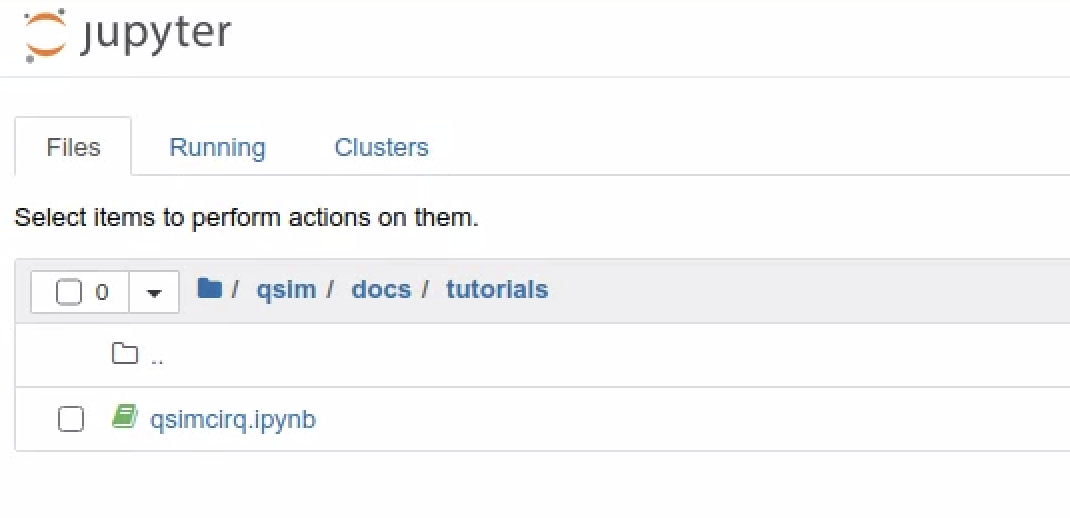 jupyter
Files Running Clusters
Select items to perform actions on them.
0 / qsim / docs / tutorials
..
qsimcirq.ipynb